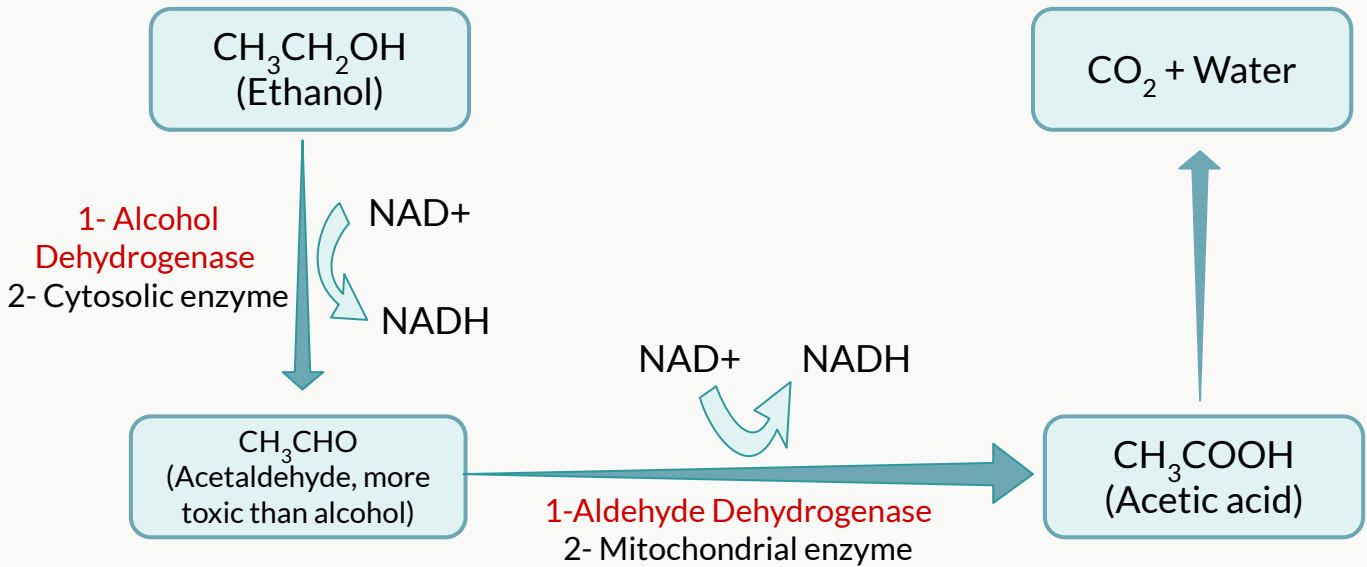 CH₃CH₂OH
(Ethanol)
CO₂ + Water
1- Alcohol
Dehydrogenase
2- Cytosolic enzyme
NAD+
NADH
NAD+
NADH
CH₃CHO
(Acetaldehyde, more
toxic than alcohol)
1-Aldehyde Dehydrogenase
2- Mitochondrial enzyme
CH₃COOH
(Acetic acid)